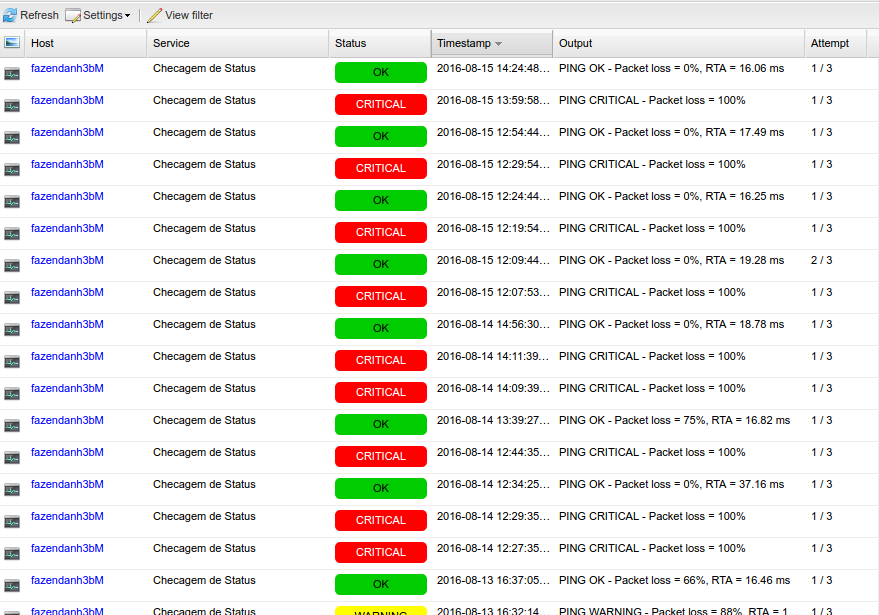 Refresh Settings View filter
Host Service Status Timestamp Output Attempt
fazendanh3bM Checagem de Status OK 2016-08-15 14:24:48... PING OK - Packet loss = 0%, RTA = 16.06 ms 1 / 3
fazendanh3bM Checagem de Status CRITICAL 2016-08-15 13:59:58... PING CRITICAL - Packet loss = 100% 1 / 3
fazendanh3bM Checagem de Status OK 2016-08-15 12:54:44... PING OK - Packet loss = 0%, RTA = 17.49 ms 1 / 3
fazendanh3bM Checagem de Status CRITICAL 2016-08-15 12:29:54... PING CRITICAL - Packet loss = 100% 1 / 3
fazendanh3bM Checagem de Status OK 2016-08-15 12:24:44... PING OK - Packet loss = 0%, RTA = 16.25 ms 1 / 3
fazendanh3bM Checagem de Status CRITICAL 2016-08-15 12:19:54... PING CRITICAL - Packet loss = 100% 1 / 3
fazendanh3bM Checagem de Status OK 2016-08-15 12:09:44... PING OK - Packet loss = 0%, RTA = 19.28 ms 2 / 3
fazendanh3bM Checagem de Status CRITICAL 2016-08-15 12:07:53... PING CRITICAL - Packet loss = 100% 1 / 3
fazendanh3bM Checagem de Status OK 2016-08-14 14:56:30... PING OK - Packet loss = 0%, RTA = 18.78 ms 1 / 3
fazendanh3bM Checagem de Status CRITICAL 2016-08-14 14:11:39... PING CRITICAL - Packet loss = 100% 1 / 3
fazendanh3bM Checagem de Status CRITICAL 2016-08-14 14:09:39... PING CRITICAL - Packet loss = 100% 1 / 3
fazendanh3bM Checagem de Status OK 2016-08-14 13:39:27... PING OK - Packet loss = 75%, RTA = 16.82 ms 1 / 3
fazendanh3bM Checagem de Status CRITICAL 2016-08-14 12:44:35... PING CRITICAL - Packet loss = 100% 1 / 3
fazendanh3bM Checagem de Status OK 2016-08-14 12:34:25... PING OK - Packet loss = 0%, RTA = 37.16 ms 1 / 3
fazendanh3bM Checagem de Status CRITICAL 2016-08-14 12:29:35... PING CRITICAL - Packet loss = 100% 1 / 3
fazendanh3bM Checagem de Status CRITICAL 2016-08-14 12:27:35... PING CRITICAL - Packet loss = 100% 1 / 3
fazendanh3bM Checagem de Status OK 2016-08-13 16:37:05... PING OK - Packet loss = 66%, RTA = 16.46 ms 1 / 3
fazendanh3bM Checagem de Status WARNING 2016-08-13 16:32:14... PING WARNING - Packet loss = 88%, RTA = 1... 1 / 3